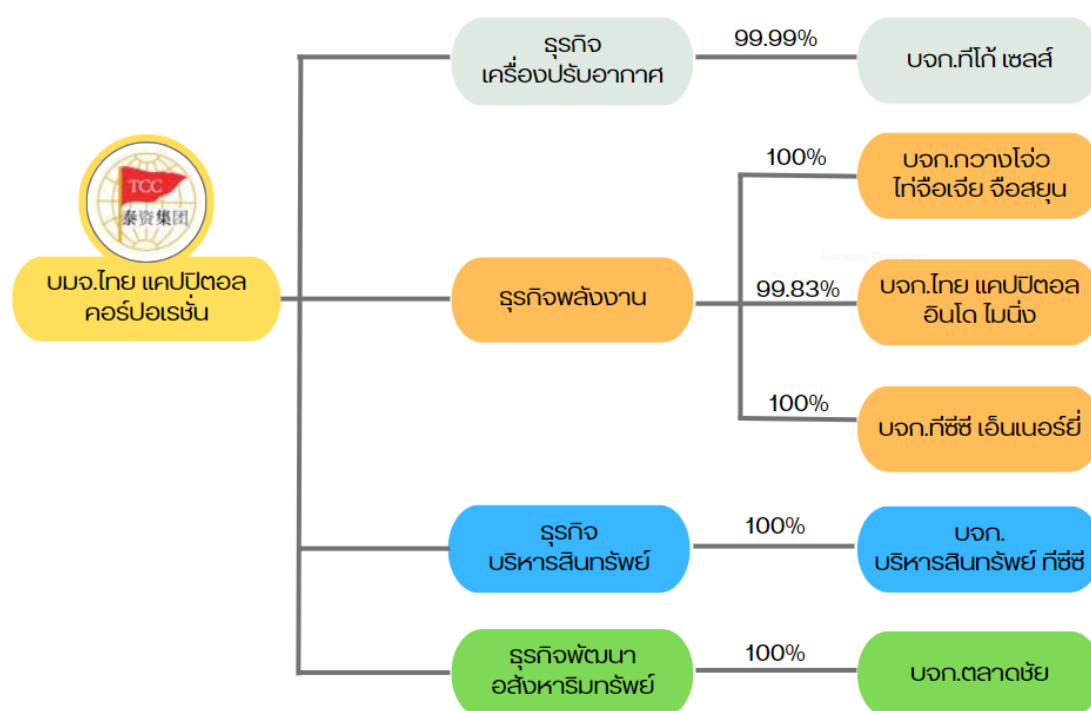 ธุรกิจ
เครื่องปรับอากาศ
99.99%
บจก.ทีโก้ เซลส์
TCC
泰资集团
บมจ.ไทย แคปปิตอล
คอร์ปอเรชั่น
ธุรกิจพลังงาน
100%
บจก.กวางโจ่ว
ไท่จือเจีย จือสยุน
99.83%
บจก.ไทย แคปปิตอล
อินโด ไมนิ่ง
100%
บจก.ทีซีซี เอ็นเนอร์ยี่
ธุรกิจ
บริหารสินทรัพย์
100%
บจก.
บริหารสินทรัพย์ ทีซีซี
ธุรกิจพัฒนา
อสังหาริมทรัพย์
100%
บจก.ตลาดชัย